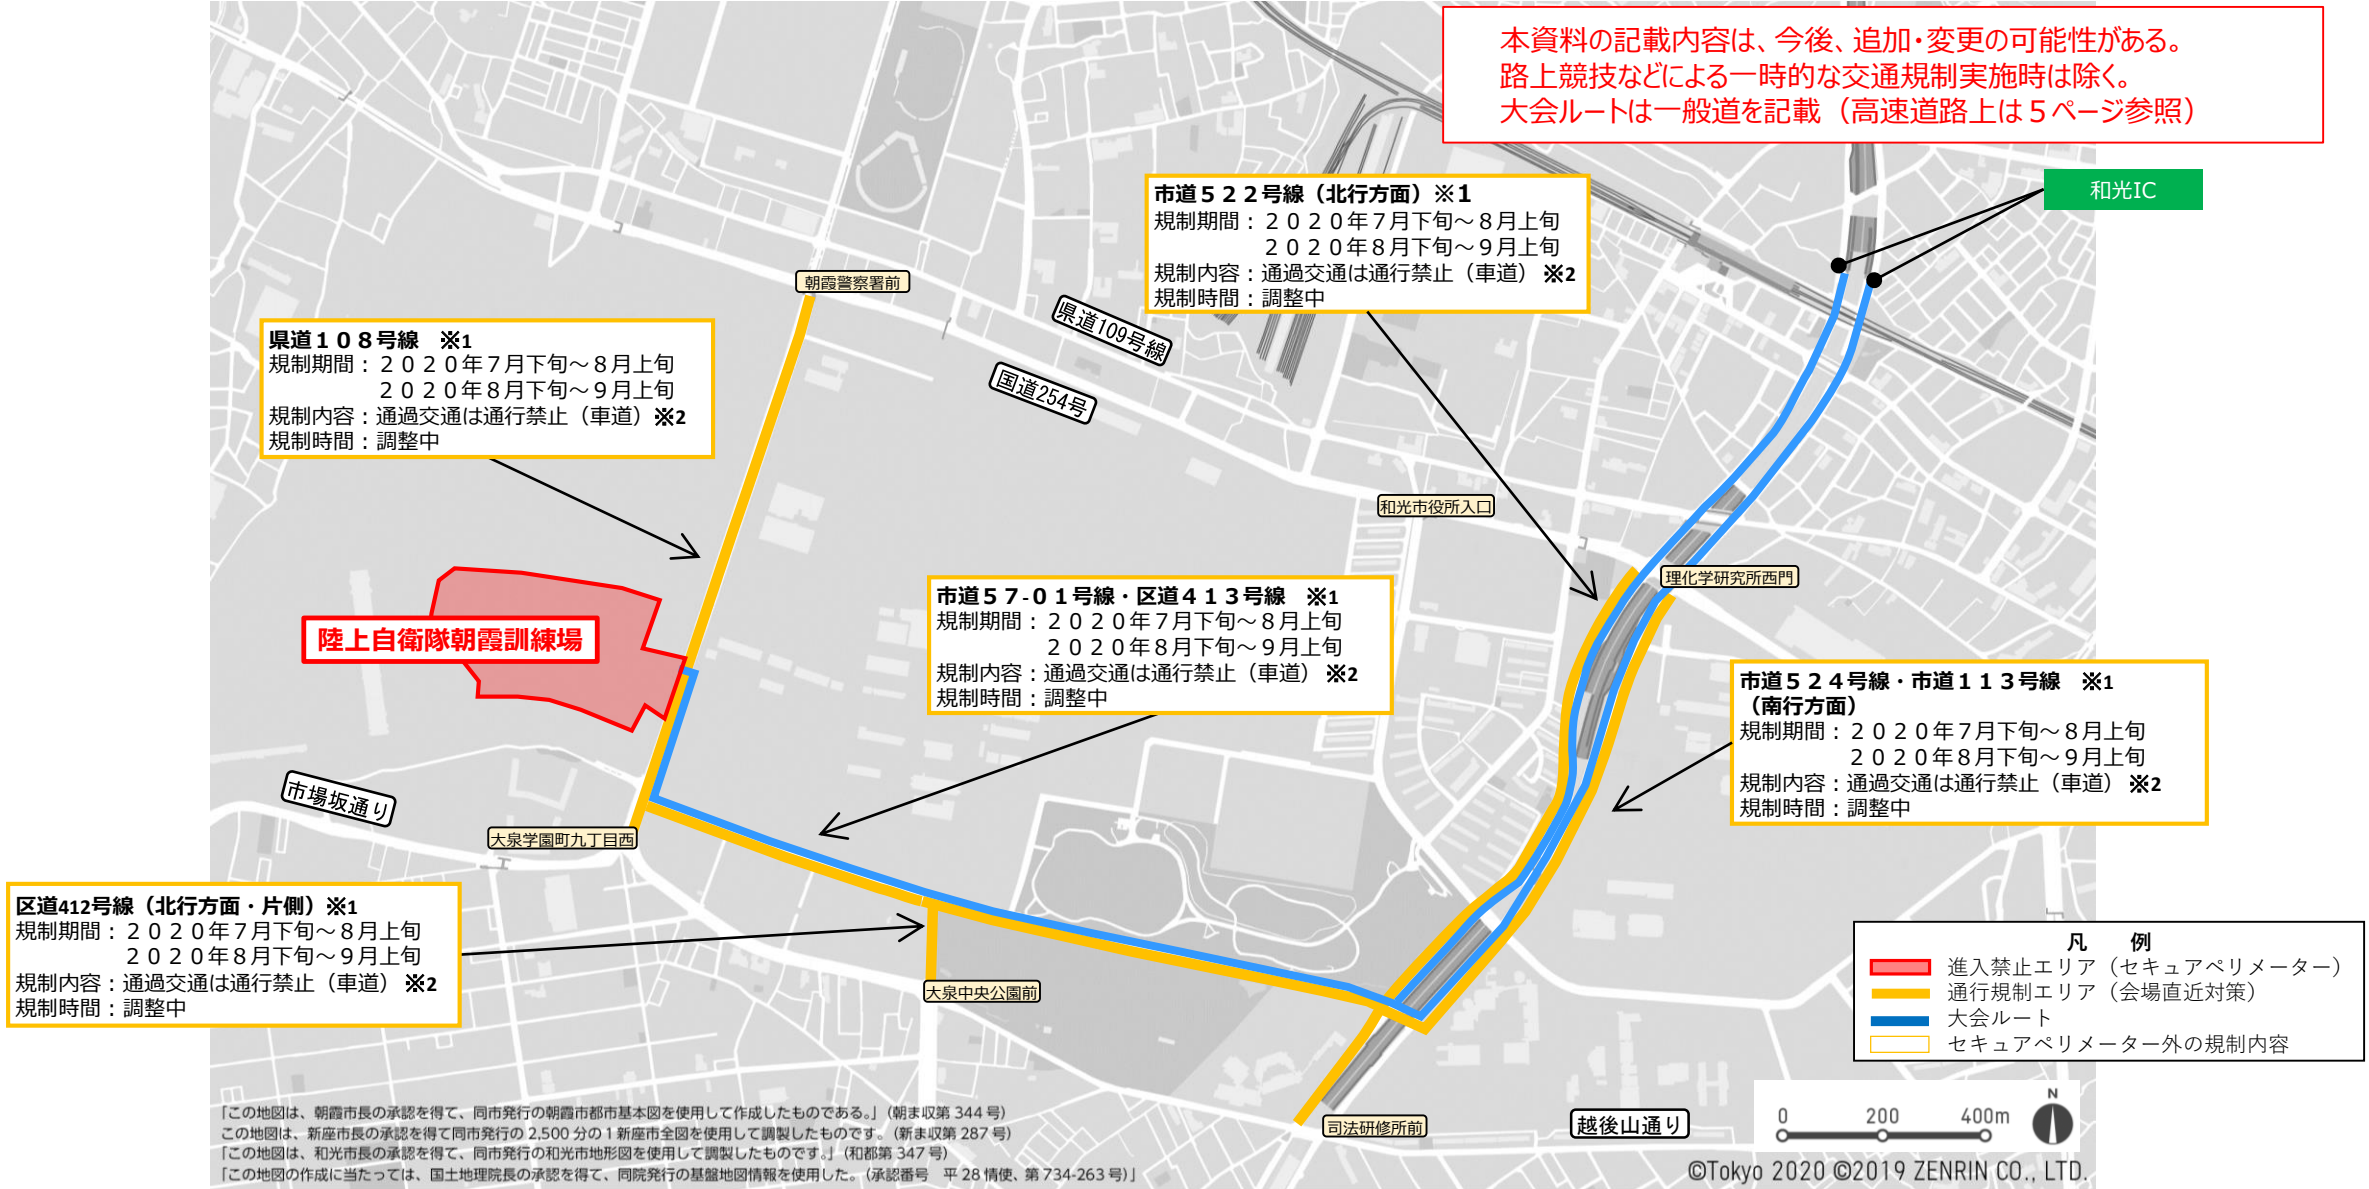 本資料の記載内容は、今後、追加・変更の可能性がある。
路上競技などによる一時的な交通規制実施時は除く。
大会ルートは一般道を記載（高速道路上は５ページ参照）
和光IC
市道５２２号線（北行方面）※1
規制期間：２０２０年７月下旬～８月上旬
２０２０年８月下旬～９月上旬
規制内容：通過交通は通行禁止（車道）※2
規制時間：調整中
朝霞警察署前
県道109号線
国道254号
県道１０８号線　※1
規制期間：２０２０年７月下旬～８月上旬
２０２０年８月下旬～９月上旬
規制内容：通過交通は通行禁止（車道）※2
規制時間：調整中
和光市役所入口
理化学研究所西門
陸上自衛隊朝霞訓練場
市道５７-０１号線・区道４１３号線　※1
規制期間：２０２０年７月下旬～８月上旬
２０２０年８月下旬～９月上旬
規制内容：通過交通は通行禁止（車道）※2
規制時間：調整中
市道５２４号線・市道１１３号線　※1
（南行方面）
規制期間：２０２０年７月下旬～８月上旬
２０２０年８月下旬～９月上旬
規制内容：通過交通は通行禁止（車道）※2
規制時間：調整中
市場坂通り
大泉学園町九丁目西
区道412号線（北行方面・片側）※1
規制期間：２０２０年７月下旬～８月上旬
２０２０年８月下旬～９月上旬
規制内容：通過交通は通行禁止（車道）※2
規制時間：調整中
大泉中央公園前
凡　例
進入禁止エリア（セキュアペリメーター）
通行規制エリア（会場直近対策）
大会ルート
セキュアペリメーター外の規制内容
司法研修所前
越後山通り
0 200 400m
N
「この地図は、朝霞市長の承認を得て、同市発行の朝霞市都市基本図を使用して作成したものである。」（朝ま収第 344 号）
この地図は、新座市長の承認を得て同市発行の 2,500 分の 1 新座市全図を使用して調製したものです。（新ま収第 287 号）
「この地図は、和光市長の承認を得て、同市発行の和光市地形図を使用して調製したものです。」（和都第 347 号）
「この地図の作成に当たっては、国土地理院長の承認を得て、同院発行の基盤地図情報を使用した。（承認番号　平 28 情使、第 734-263 号）」
©Tokyo 2020 ©2019 ZENRIN CO., LTD.